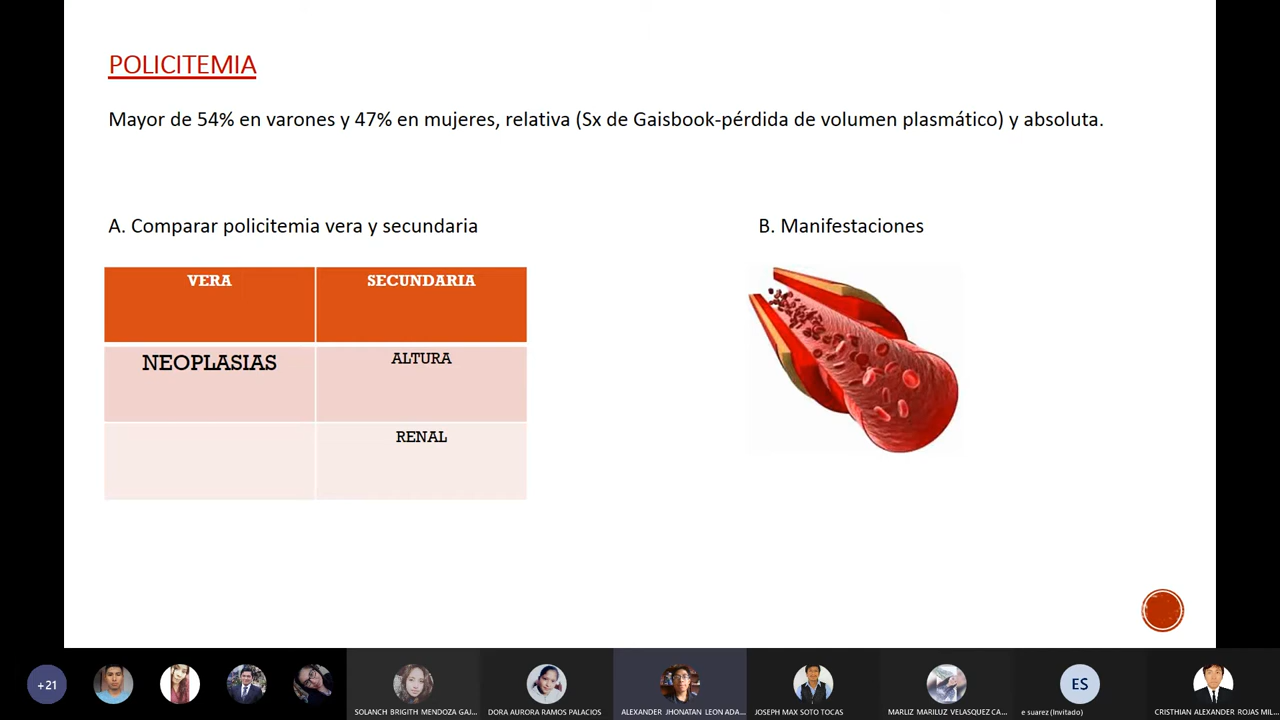 POLICITEMIA
Mayor de 54% en varones y 47% en mujeres, relativa (Sx de Gaisbook-pérdida de volumen plasmático) y absoluta.
A. Comparar policitemia vera y secundaria
B. Manifestaciones
VERA
SECUNDARIA
NEOPLASIAS
ALTURA
RENAL
+21
SOLANCH BRIGITH MENDOZA GAJ...
DORA AURORA RAMOS PALACIOS
ALEXANDER JHONATAN LEON ADA...
JOSEPH MAX SOTO TOCAS
MARLIZ MARILUZ VELASQUEZ CA...
ES
e suarez (Invitado)
CRISTHIAN ALEXANDER ROJAS MIL...